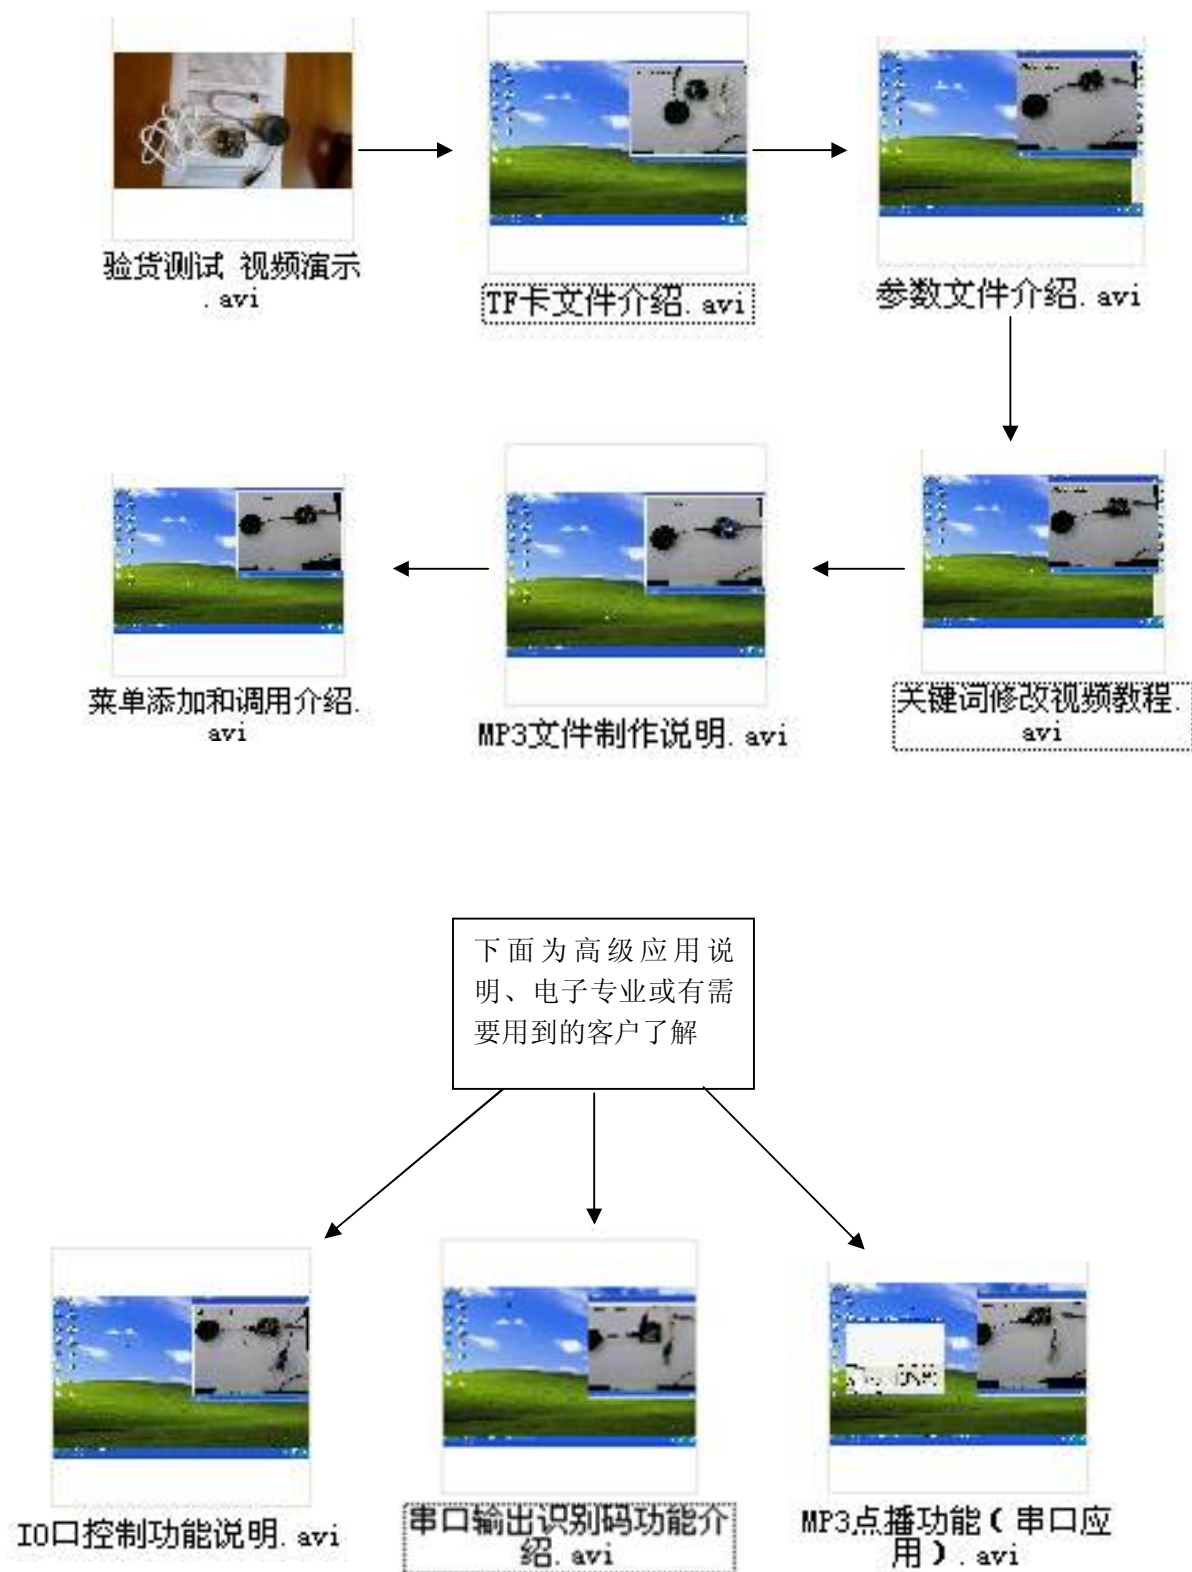 验货测试 视频演示
.avi
TF卡文件介绍.avi
参数文件介绍.avi
菜单添加和调用介绍.
avi
MP3文件制作说明.avi
关键词修改视频教程.
avi
下面为高级应用说
明、电子专业或有需
要用到的客户了解
IO口控制功能说明.avi
串口输出识别码功能介
绍.avi
MP3点播功能(串口应
用).avi